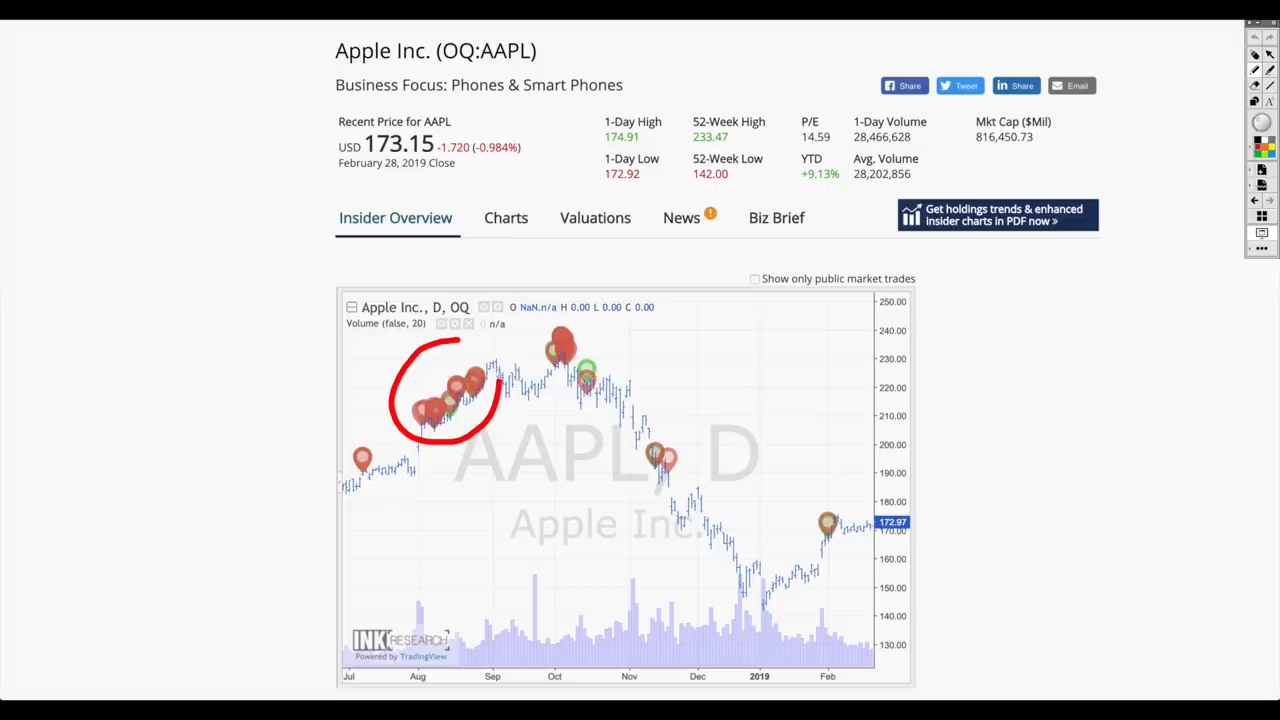 Apple Inc. (OQ:AAPL)
Business Focus: Phones & Smart Phones
Share
Tweet
Share
Email
Recent Price for AAPL
USD 173.15 -1.720 (-0.984%)
February 28, 2019 Close
1-Day High
174.91
52-Week High
233.47
P/E
14.59
1-Day Volume
28,466,628
Mkt Cap ($Mil)
816,450.73
1-Day Low
172.92
52-Week Low
142.00
YTD
+9.13%
Avg. Volume
28,202,856
Insider Overview
Charts
Valuations
News
Biz Brief
Get holdings trends & enhanced
insider charts in PDF now »
Show only public market trades
Apple Inc., D, OQ
O NaN.n/a H 0.00 L 0.00 C 0.00
Volume (false, 20)
n/a
AAPL, D
Apple Inc.
250.00
240.00
230.00
220.00
210.00
200.00
190.00
180.00
172.97
170.00
160.00
150.00
140.00
130.00
INK RESEARCH
Powered by TradingView
Jul
Aug
Sep
Oct
Nov
Dec
2019
Feb